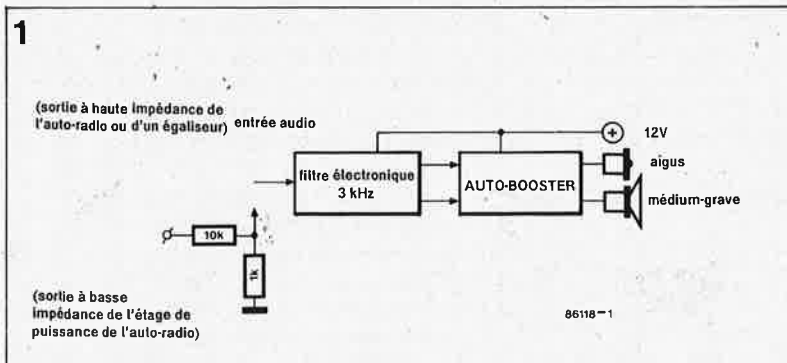 1
(sortie à haute impédance de
l'auto-radio ou d'un égaliseur)
entrée audio
12V
filtre électronique
3 kHz
AUTO-BOOSTER
aigus
médium-grave
10k
1k
(sortie à basse
impédance de l'étage de
puissance de l'auto-radio)
86118-1